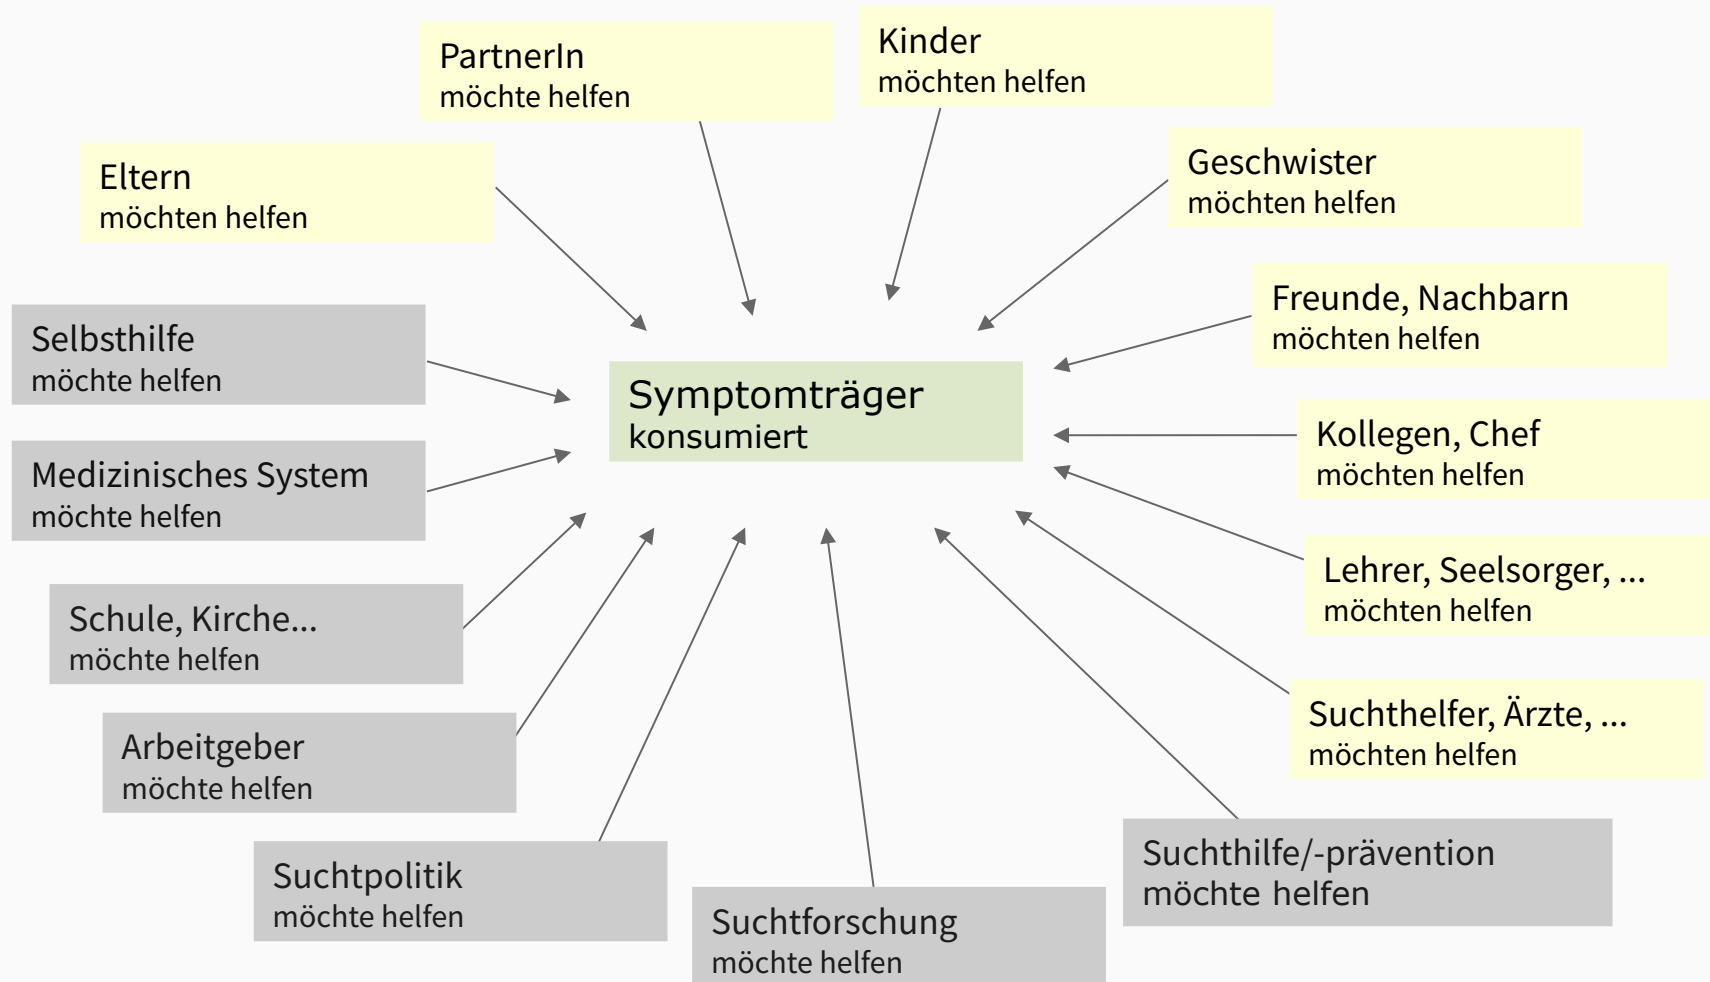 Kinder
möchten helfen
PartnerIn
möchte helfen
Geschwister
möchten helfen
Eltern
möchten helfen
Freunde, Nachbarn
möchten helfen
Selbsthilfe
möchte helfen
Symptomträger
konsumiert
Kollegen, Chef
möchten helfen
Medizinisches System
möchte helfen
Lehrer, Seelsorger, ...
möchten helfen
Schule, Kirche...
möchte helfen
Suchthelfer, Ärzte, ...
möchten helfen
Arbeitgeber
möchte helfen
Suchthilfe/-prävention
möchte helfen
Suchtpolitik
möchte helfen
Suchtforschung
möchte helfen